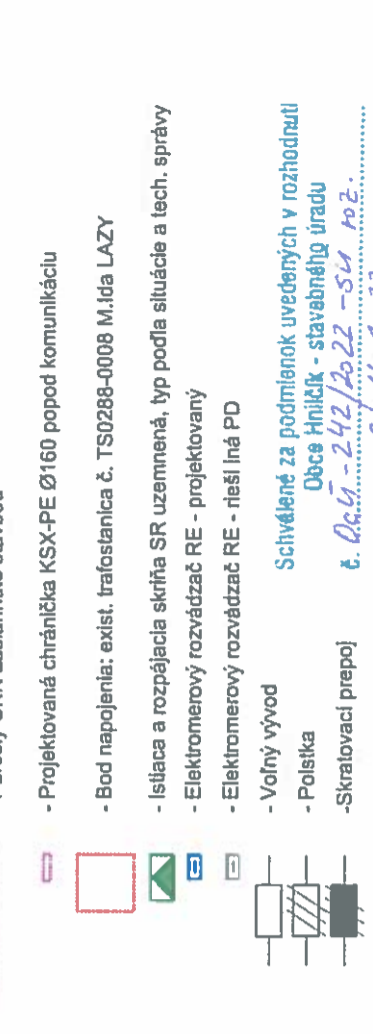 - Projektovaná chránička KSX-PE Ø160 popod komunikáciu
- Bod napojenia: exist. trafostanica č. TS0288-0008 M.Ida LAZY
- Istiaca a rozpájacia skriňa SR uzemnená, typ podľa situácie a tech. správy
- Elektromerový rozvádzač RE - projektovaný
- Elektromerový rozvádzač RE - rieši iná PD
- Voľný vývod
- Poistka
-Skratovací prepoj
Schválené za podmienok uvedených v rozhodnutí
Obce Hnilčík - stavebného úradu
č. OcÚ-242/2022-SÚ roz.